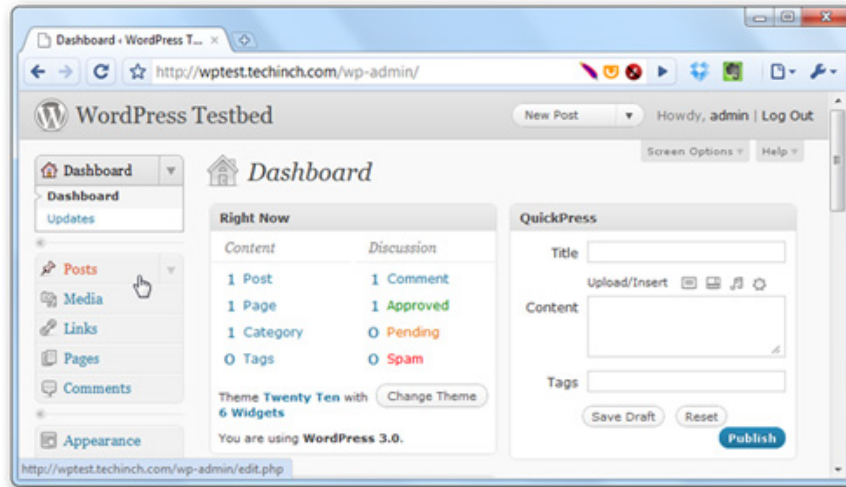 Dashboard ‹ WordPress T...
http://wptest.techinch.com/wp-admin/
WordPress Testbed
New Post
Howdy, admin | Log Out
Screen Options
Help
Dashboard
Dashboard
Updates
Posts
Media
Links
Pages
Comments
Appearance
Dashboard
Right Now
Content
Discussion
1 Post
1 Comment
1 Page
1 Approved
1 Category
0 Pending
0 Tags
0 Spam
Theme Twenty Ten with
6 Widgets
Change Theme
You are using WordPress 3.0.
QuickPress
Title
Upload/Insert
Content
Tags
Save Draft
Reset
Publish
http://wptest.techinch.com/wp-admin/edit.php